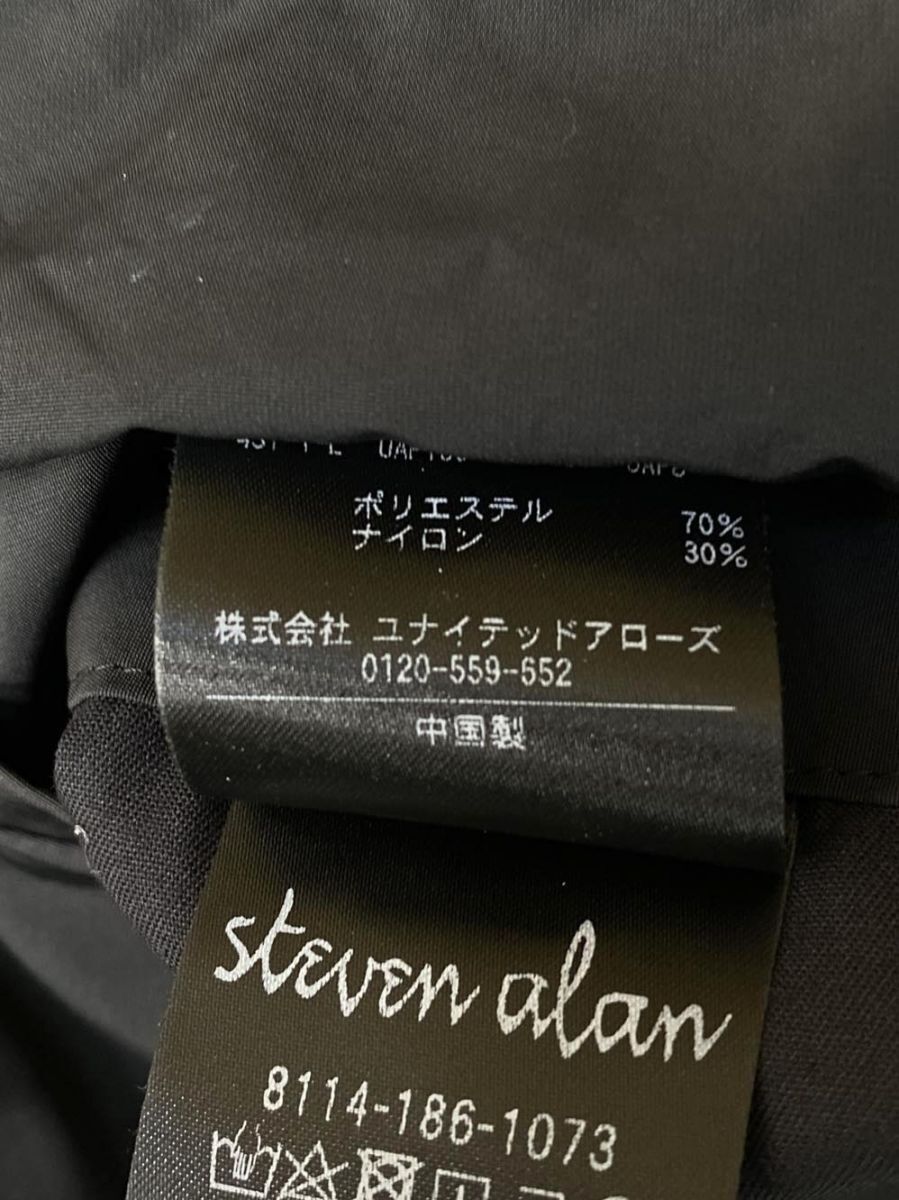 ポリエステル 70%
ナイロン 30%
株式会社 ユナイテッドアローズ
0120-559-652
中国製
steven alan
8114-186-1073